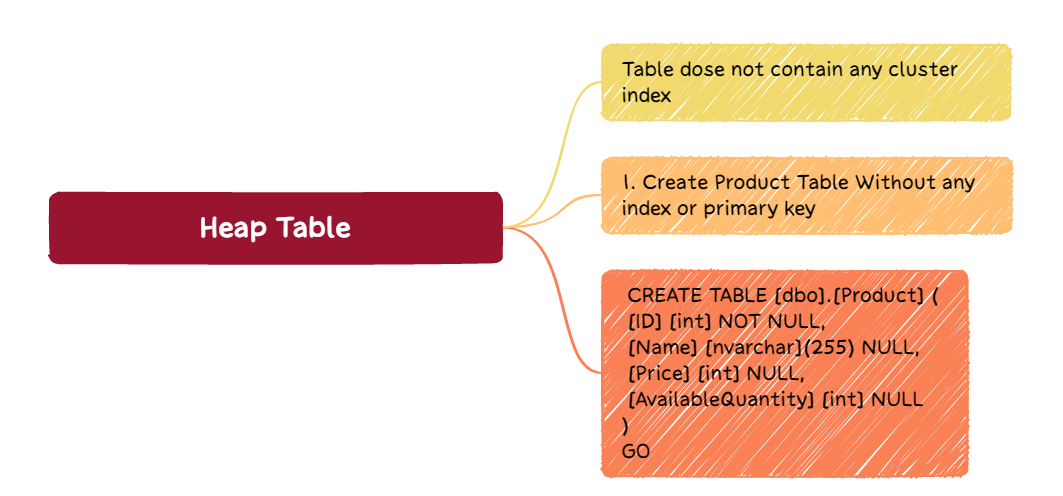 Heap Table
Table dose not contain any cluster
index
1. Create Product Table Without any
index or primary key
CREATE TABLE [dbo].[Product] (
[ID] [int] NOT NULL,
[Name] [nvarchar](255) NULL,
[Price] [int] NULL,
[AvailableQuantity] [int] NULL
)
GO